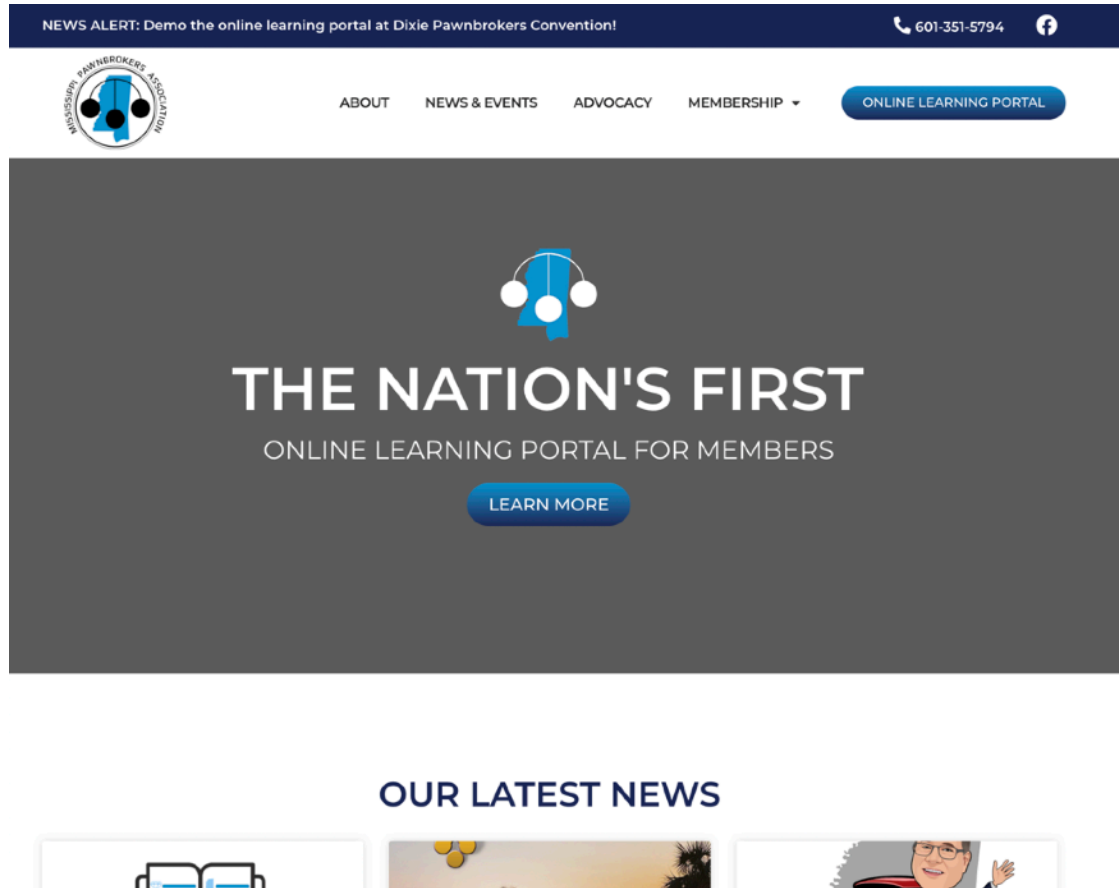 NEWS ALERT: Demo the online learning portal at Dixie Pawnbrokers Convention!
601-351-5794
MISSISSIPPI PAWNBROKERS ASSOCIATION
ABOUT
NEWS & EVENTS
ADVOCACY
MEMBERSHIP
ONLINE LEARNING PORTAL
THE NATION'S FIRST
ONLINE LEARNING PORTAL FOR MEMBERS
LEARN MORE
OUR LATEST NEWS